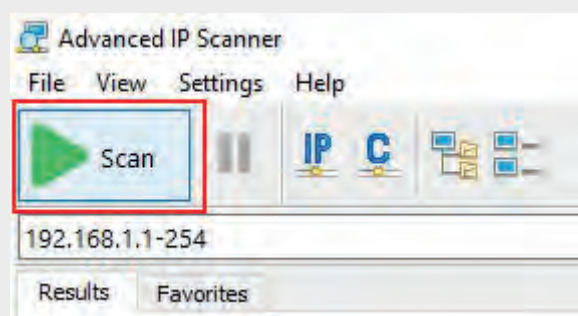 Advanced IP Scanner
File View Settings Help
Scan IP C
192.168.1.1-254
Results Favorites